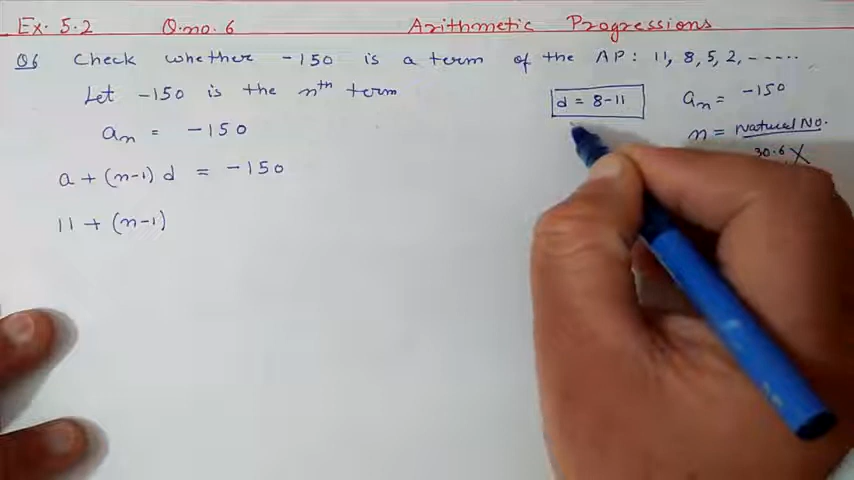 Ex. 5.2 Q.no. 6 Arithmetic Progressions
Q6 Check whether -150 is a term of the AP: 11, 8, 5, 2, -----
Let -150 is the nth term
d = 8-11
an = -150
an = -150
n = Natural No.
30.6 X
a + (n-1) d = -150
11 + (n-1)